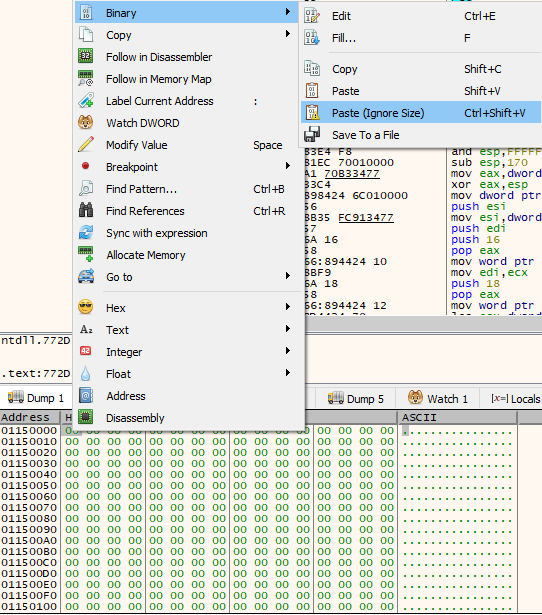 Binary
Copy
Follow in Disassembler
Follow in Memory Map
Label Current Address :
Watch DWORD
Modify Value Space
Breakpoint
Find Pattern... Ctrl+B
Find References Ctrl+R
Sync with expression
Allocate Memory
Go to
Hex
Text
Integer
Float
Address
Disassembly
Edit Ctrl+E
Fill... F
Copy Shift+C
Paste Shift+V
Paste (Ignore Size) Ctrl+Shift+V
Save To a File
83E4 F8 and esp,FFFFF
81EC 70010000 sub esp,170
A1 70B33477 mov eax,dword
33C4 xor eax,esp
898424 6C010000 mov dword ptr
56 push esi
8B35 FC913477 mov esi,dword
57 push edi
6A 16 push 16
58 pop eax
66:894424 10 mov word ptr
8BF9 mov edi,ecx
6A 18 push 18
58 pop eax
66:894424 12 mov word ptr
ntdll.772D
.text:772D
Dump 1 Dump 5 Watch 1 [x=] Locals
Address H ASCII
01150000 00 00 00 00 00 00 00 00 00 00 00 00 00 00 00 00 ................
01150010 00 00 00 00 00 00 00 00 00 00 00 00 00 00 00 00 ................
01150020 00 00 00 00 00 00 00 00 00 00 00 00 00 00 00 00 ................
01150030 00 00 00 00 00 00 00 00 00 00 00 00 00 00 00 00 ................
01150040 00 00 00 00 00 00 00 00 00 00 00 00 00 00 00 00 ................
01150050 00 00 00 00 00 00 00 00 00 00 00 00 00 00 00 00 ................
01150060 00 00 00 00 00 00 00 00 00 00 00 00 00 00 00 00 ................
01150070 00 00 00 00 00 00 00 00 00 00 00 00 00 00 00 00 ................
01150080 00 00 00 00 00 00 00 00 00 00 00 00 00 00 00 00 ................
01150090 00 00 00 00 00 00 00 00 00 00 00 00 00 00 00 00 ................
011500A0 00 00 00 00 00 00 00 00 00 00 00 00 00 00 00 00 ................
011500B0 00 00 00 00 00 00 00 00 00 00 00 00 00 00 00 00 ................
011500C0 00 00 00 00 00 00 00 00 00 00 00 00 00 00 00 00 ................
011500D0 00 00 00 00 00 00 00 00 00 00 00 00 00 00 00 00 ................
011500E0 00 00 00 00 00 00 00 00 00 00 00 00 00 00 00 00 ................
011500F0 00 00 00 00 00 00 00 00 00 00 00 00 00 00 00 00 ................
01150100 00 00 00 00 00 00 00 00 00 00 00 00 00 00 00 00 ................